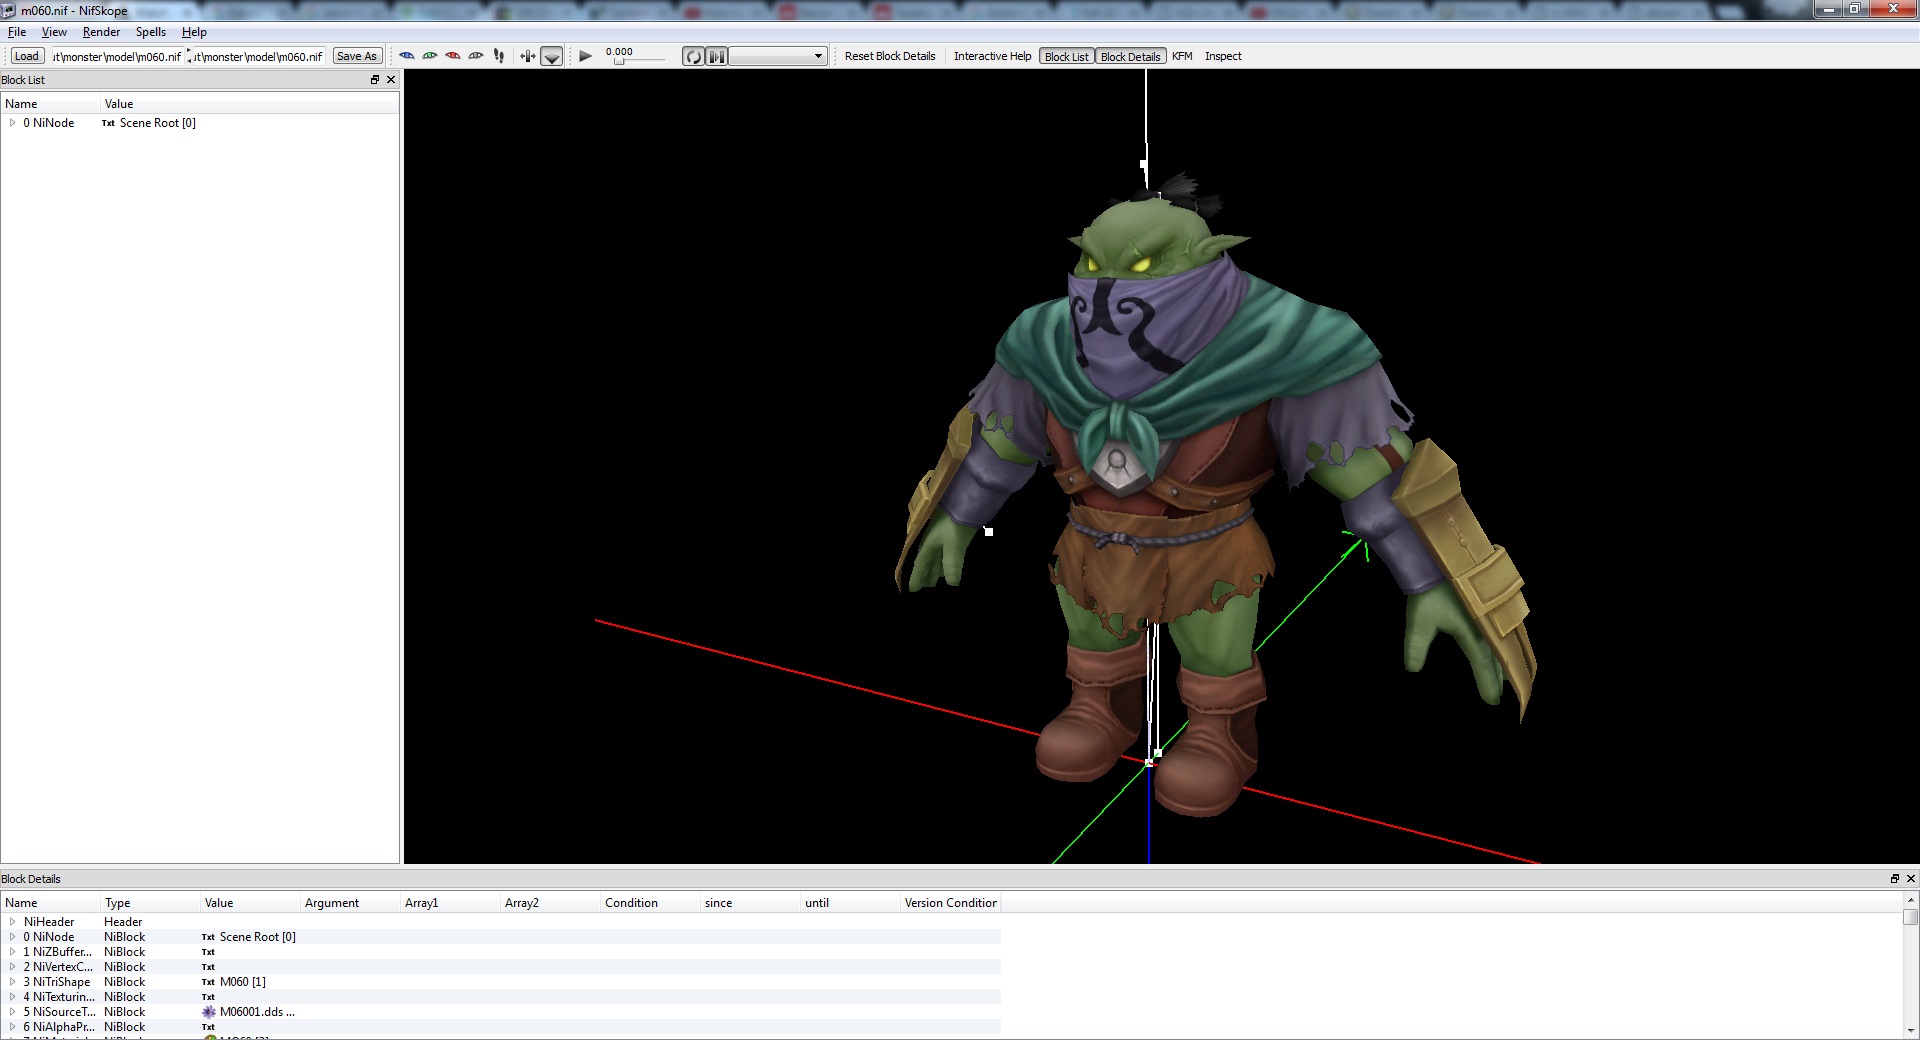 m060.nif - NifSkope
File View Render Spells Help
Load ut\monster\model\m060.nif ut\monster\model\m060.nif Save As 0.000 Reset Block Details Interactive Help Block List Block Details KFM Inspect
Block List
Name Value
0 NiNode Txt Scene Root [0]
Block Details
Name Type Value Argument Array1 Array2 Condition since until Version Condition
NiHeader Header
0 NiNode NiBlock Txt Scene Root [0]
1 NiZBuffer... NiBlock Txt
2 NiVertexC... NiBlock Txt
3 NiTriShape NiBlock Txt M060 [1]
4 NiTexturin... NiBlock Txt
5 NiSourceT... NiBlock M06001.dds ...
6 NiAlphaPr... NiBlock Txt